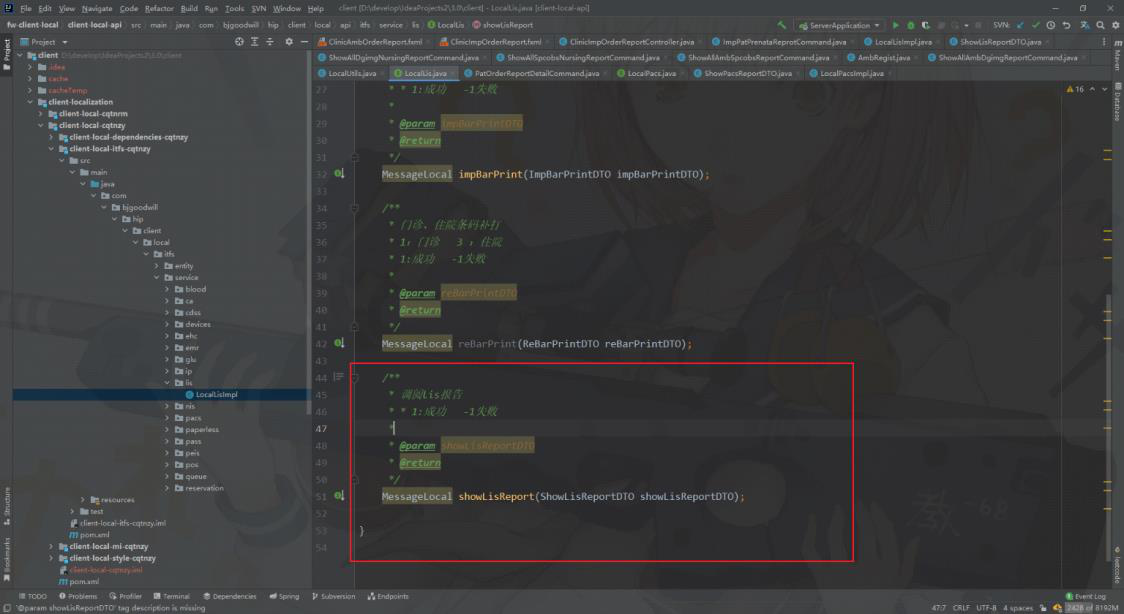 File Edit View Navigate Code Refactor Build Run Tools SVN Window Help client [D:\develop\IdeaProjects2\3.0\client] - LocalLis.java [client-local-api]
fw-client-local client-local-api src main java com bjgoodwill hip client local api itfs service lis LocalLis showLisReport ServerApplication SVN:
Project ClinicAmbOrderReport.fxml ClinicImpOrderReport.fxml ClinicImpOrderReportController.java ImpPatPrenataReprotCommand.java LocalLisImpl.java ShowLisReportDTO.java
ShowAllDgimgNursingReportCommand.java ShowAllSpcobsNursingReportCommand.java ShowAllAmbSpcobsReportCommand.java AmbRegist.java ShowAllAmbDgimgReportCommand.java
LocalUtils.java LocalLis.java PatOrderReportDetailCommand.java LocalPacs.java ShowPacsReportDTO.java LocalPacsImpl.java
Project
Structure
Bookmarks
Maven
Database
leetcode
client D:\develop\IdeaProjects2\3.0\client
.idea
cache
cacheTemp
client-localization
client-local-cqtnrm
client-local-cqtnzy
client-local-dependencies-cqtnzy
client-local-itfs-cqtnzy
src
main
java
com
bjgoodwill
hip
client
local
itfs
entity
service
blood
ca
cdss
devices
ehc
emr
glu
ip
lis
LocalLisImpl
nis
pacs
paperless
pass
peis
pos
queue
reservation
resources
test
client-local-itfs-cqtnzy.iml
pom.xml
client-local-mi-cqtnzy
client-local-style-cqtnzy
client-local-cqtnzy.iml
pom.xml
16
27 * * 1:成功 -1失败
28 *
29 * @param impBarPrintDTO
30 * @return
31 */
32 MessageLocal impBarPrint(ImpBarPrintDTO impBarPrintDTO);
33
34 /**
35 * 门诊、住院条码补打
36 * 1: 门诊 3 : 住院
37 * 1:成功 -1失败
38 *
39 * @param reBarPrintDTO
40 * @return
41 */
42 MessageLocal reBarPrint(ReBarPrintDTO reBarPrintDTO);
43
44 /**
45 * 调阅lis报告
46 * * 1:成功 -1失败
47 *
48 * @param showLisReportDTO
49 * @return
50 */
51 MessageLocal showLisReport(ShowLisReportDTO showLisReportDTO);
52
53 }
54
TODO Problems Profiler Terminal Dependencies Spring Subversion Endpoints Event Log
'@param showLisReportDTO' tag description is missing 47:7 CRLF UTF-8 4 spaces 2428 of 8192M